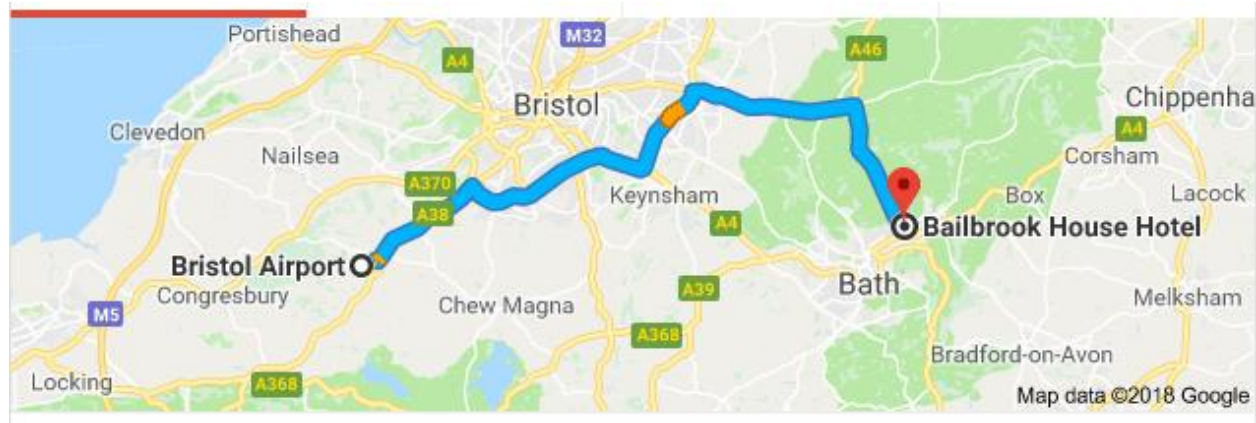 Portishead
M32
A4
A46
Bristol
Chippenha
Clevedon
A4
Nailsea
Corsham
A370
Keynsham
Box
Lacock
A38
A4
Bailbrook House Hotel
Bristol Airport
Congresbury
Bath
A39
Chew Magna
Melksham
M5
A368
Bradford-on-Avon
Locking
A368
Map data ©2018 Google